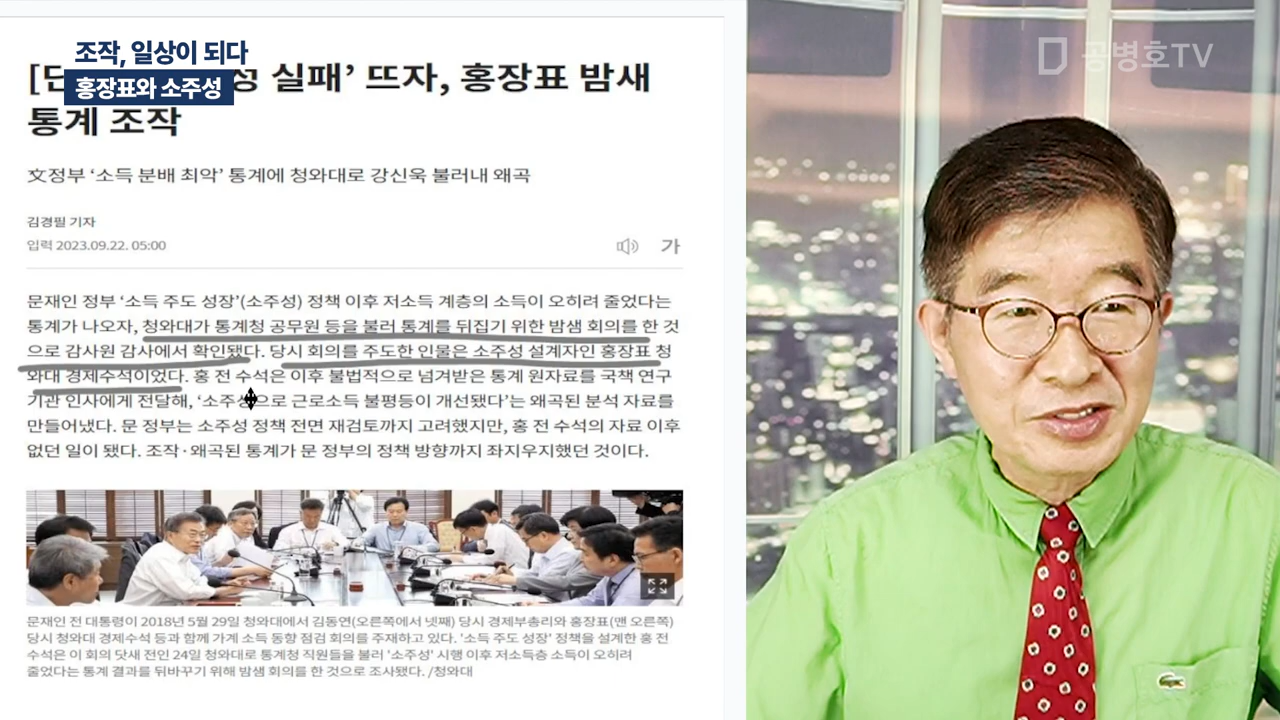 조작, 일상이 되다
홍장표와 소주성
실패’ 뜨자, 홍장표 밤새
통계 조작
文정부 ‘소득 분배 최악’ 통계에 청와대로 강신욱 불러내 왜곡
김경필 기자
입력 2023.09.22. 05:00
가
문재인 정부 ‘소득 주도 성장’(소주성) 정책 이후 저소득 계층의 소득이 오히려 줄었다는
통계가 나오자, 청와대가 통계청 공무원 등을 불러 통계를 뒤집기 위한 밤샘 회의를 한 것
으로 감사원 감사에서 확인됐다. 당시 회의를 주도한 인물은 소주성 설계자인 홍장표 청
와대 경제수석이었다. 홍 전 수석은 이후 불법적으로 넘겨받은 통계 원자료를 국책 연구
기관 인사에게 전달해, ‘소주성으로 근로소득 불평등이 개선됐다’는 왜곡된 분석 자료를
만들어냈다. 문 정부는 소주성 정책 전면 재검토까지 고려했지만, 홍 전 수석의 자료 이후
없던 일이 됐다. 조작·왜곡된 통계가 문 정부의 정책 방향까지 좌지우지했던 것이다.
문재인 전 대통령이 2018년 5월 29일 청와대에서 김동연(오른쪽에서 넷째) 당시 경제부총리와 홍장표(맨 오른쪽)
당시 청와대 경제수석 등과 함께 가계 소득 동향 점검 회의를 주재하고 있다. '소득 주도 성장' 정책을 설계한 홍 전
수석은 이 회의 닷새 전인 24일 청와대로 통계청 직원들을 불러 '소주성' 시행 이후 저소득층 소득이 오히려
줄었다는 통계 결과를 뒤바꾸기 위해 밤샘 회의를 한 것으로 조사됐다. /청와대
공병호TV